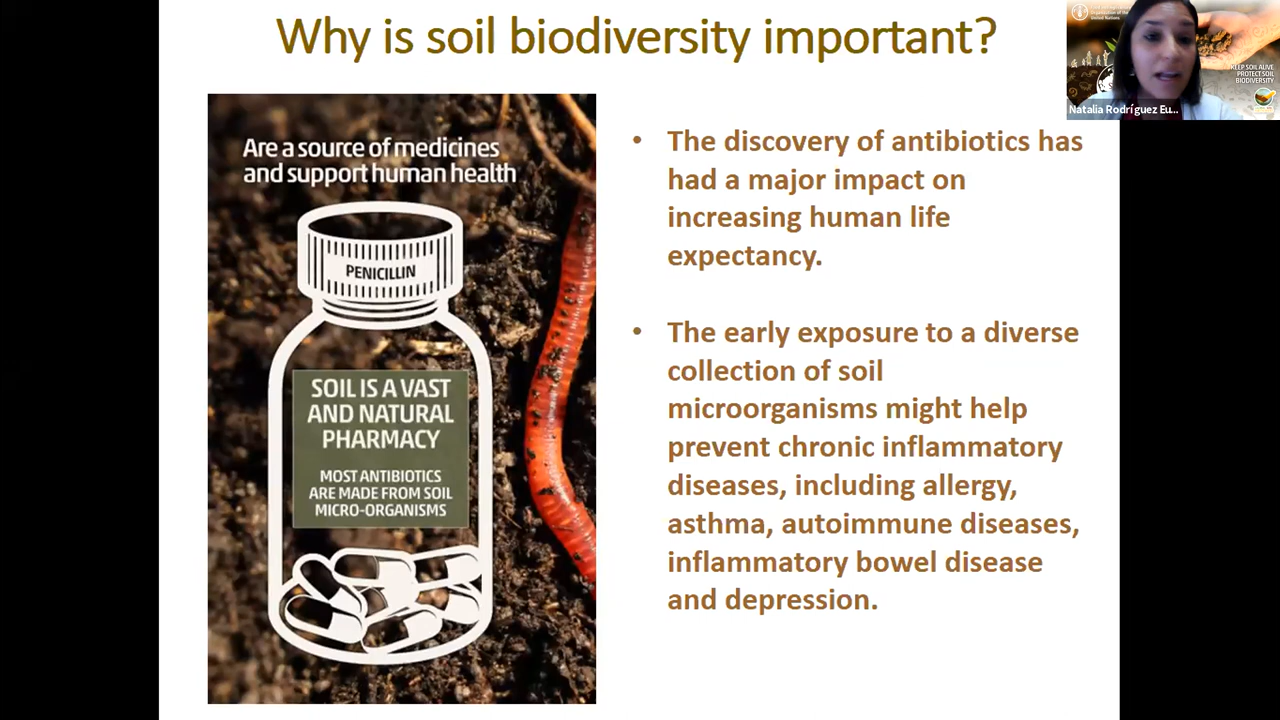 Why is soil biodiversity important?
United Nations
KEEP SOIL ALIVE,
PROTECT SOIL
BIODIVERSITY
Natalia Rodríguez Eu...
Are a source of medicines
and support human health
PENICILLIN
SOIL IS A VAST
AND NATURAL
PHARMACY
MOST ANTIBIOTICS
ARE MADE FROM SOIL
MICRO-ORGANISMS
• The discovery of antibiotics has
had a major impact on
increasing human life
expectancy.
• The early exposure to a diverse
collection of soil
microorganisms might help
prevent chronic inflammatory
diseases, including allergy,
asthma, autoimmune diseases,
inflammatory bowel disease
and depression.